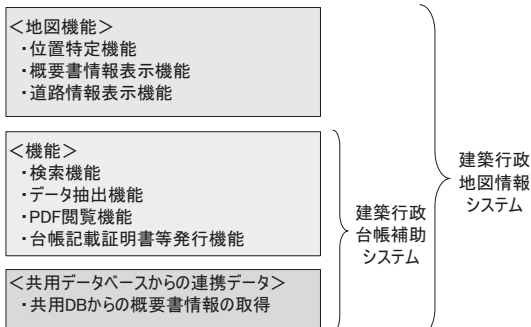 ＜地図機能＞
・位置特定機能
・概要書情報表示機能
・道路情報表示機能
＜機能＞
・検索機能
・データ抽出機能
・PDF閲覧機能
・台帳記載証明書等発行機能
＜共用データベースからの連携データ＞
・共用DBからの概要書情報の取得
建築行政
台帳補助
システム
建築行政
地図情報
システム